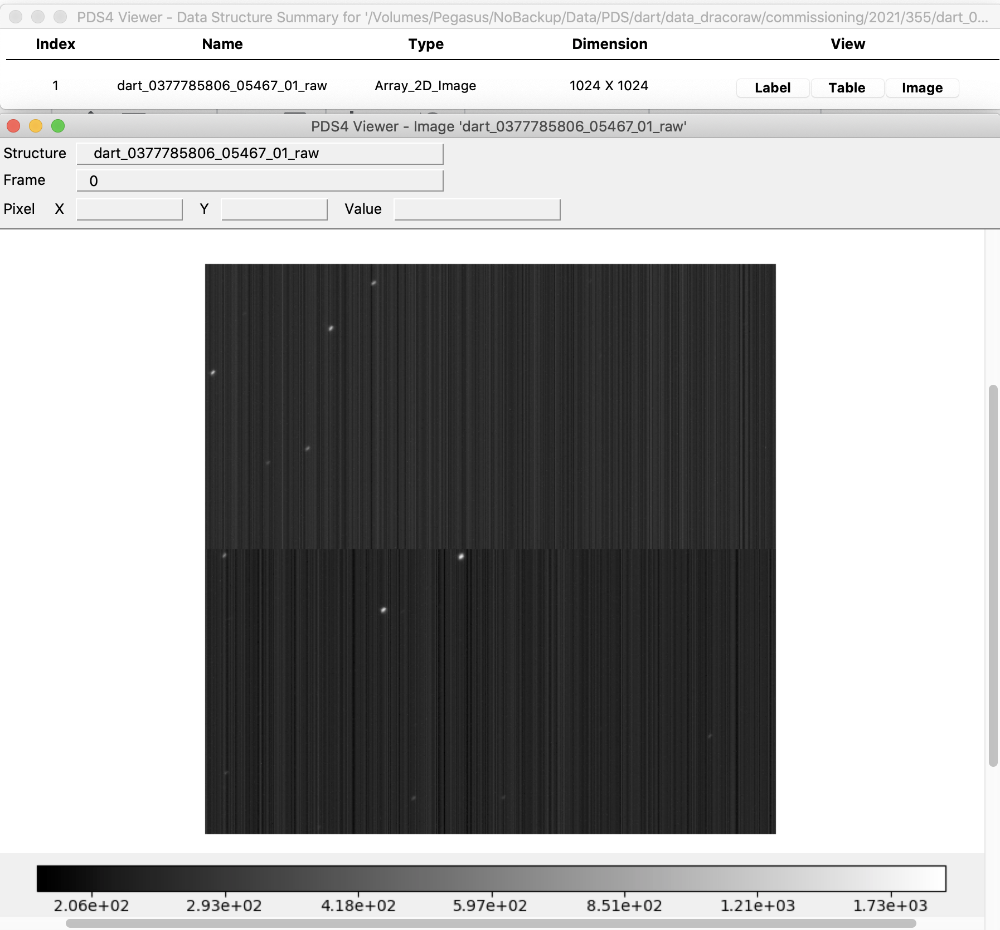 PDS4 Viewer - Data Structure Summary for '/Volumes/Pegasus/NoBackup/Data/PDS/dart/data_dracoraw/commissioning/2021/355/dart_0...
Index Name Type Dimension View
1 dart_0377785806_05467_01_raw Array_2D_Image 1024 X 1024 Label Table Image
PDS4 Viewer - Image 'dart_0377785806_05467_01_raw'
Structure dart_0377785806_05467_01_raw
Frame 0
Pixel X Y Value
2.06e+02 2.93e+02 4.18e+02 5.97e+02 8.51e+02 1.21e+03 1.73e+03